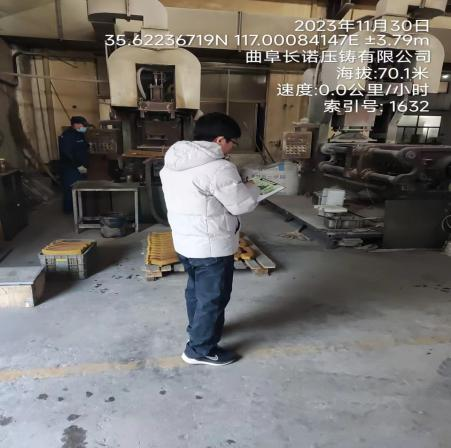 2023年11月30日
35.62236719N 117.00084147E ±3.79m
曲阜长诺压铸有限公司
海拔:70.1米
速度:0.0公里/小时
索引号: 1632